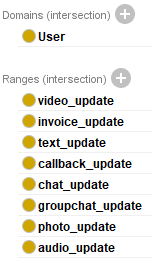 Domains (intersection)
User
Ranges (intersection)
video_update
invoice_update
text_update
callback_update
chat_update
groupchat_update
photo_update
audio_update